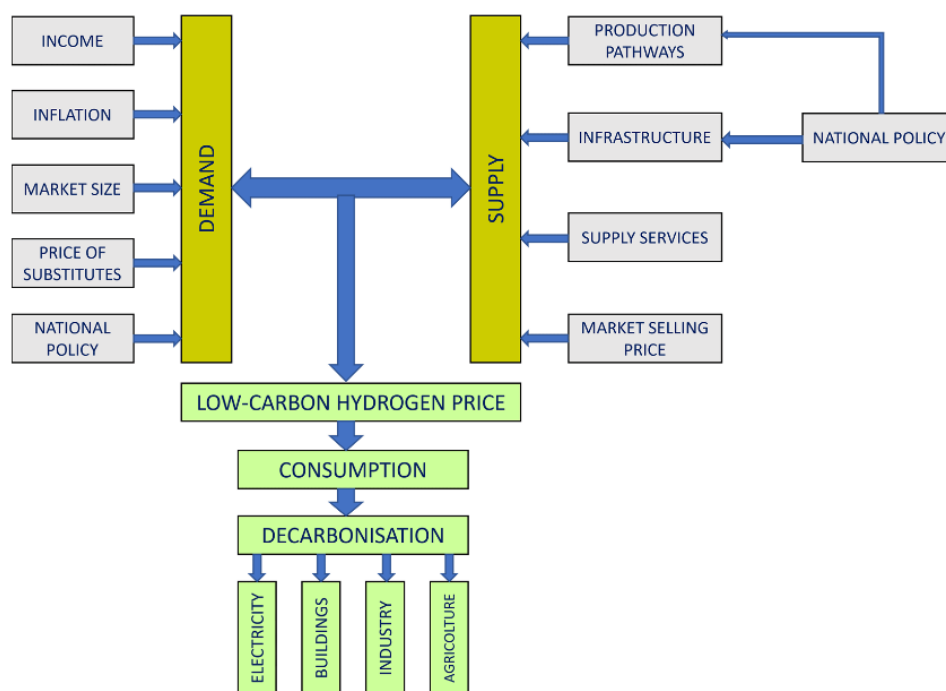 INCOME
INFLATION
MARKET SIZE
PRICE OF
SUBSTITUTES
NATIONAL
POLICY
DEMAND
SUPPLY
PRODUCTION
PATHWAYS
INFRASTRUCTURE
SUPPLY SERVICES
MARKET SELLING
PRICE
NATIONAL POLICY
LOW-CARBON HYDROGEN PRICE
CONSUMPTION
DECARBONISATION
ELECTRICITY
BUILDINGS
INDUSTRY
AGRICOLTURE